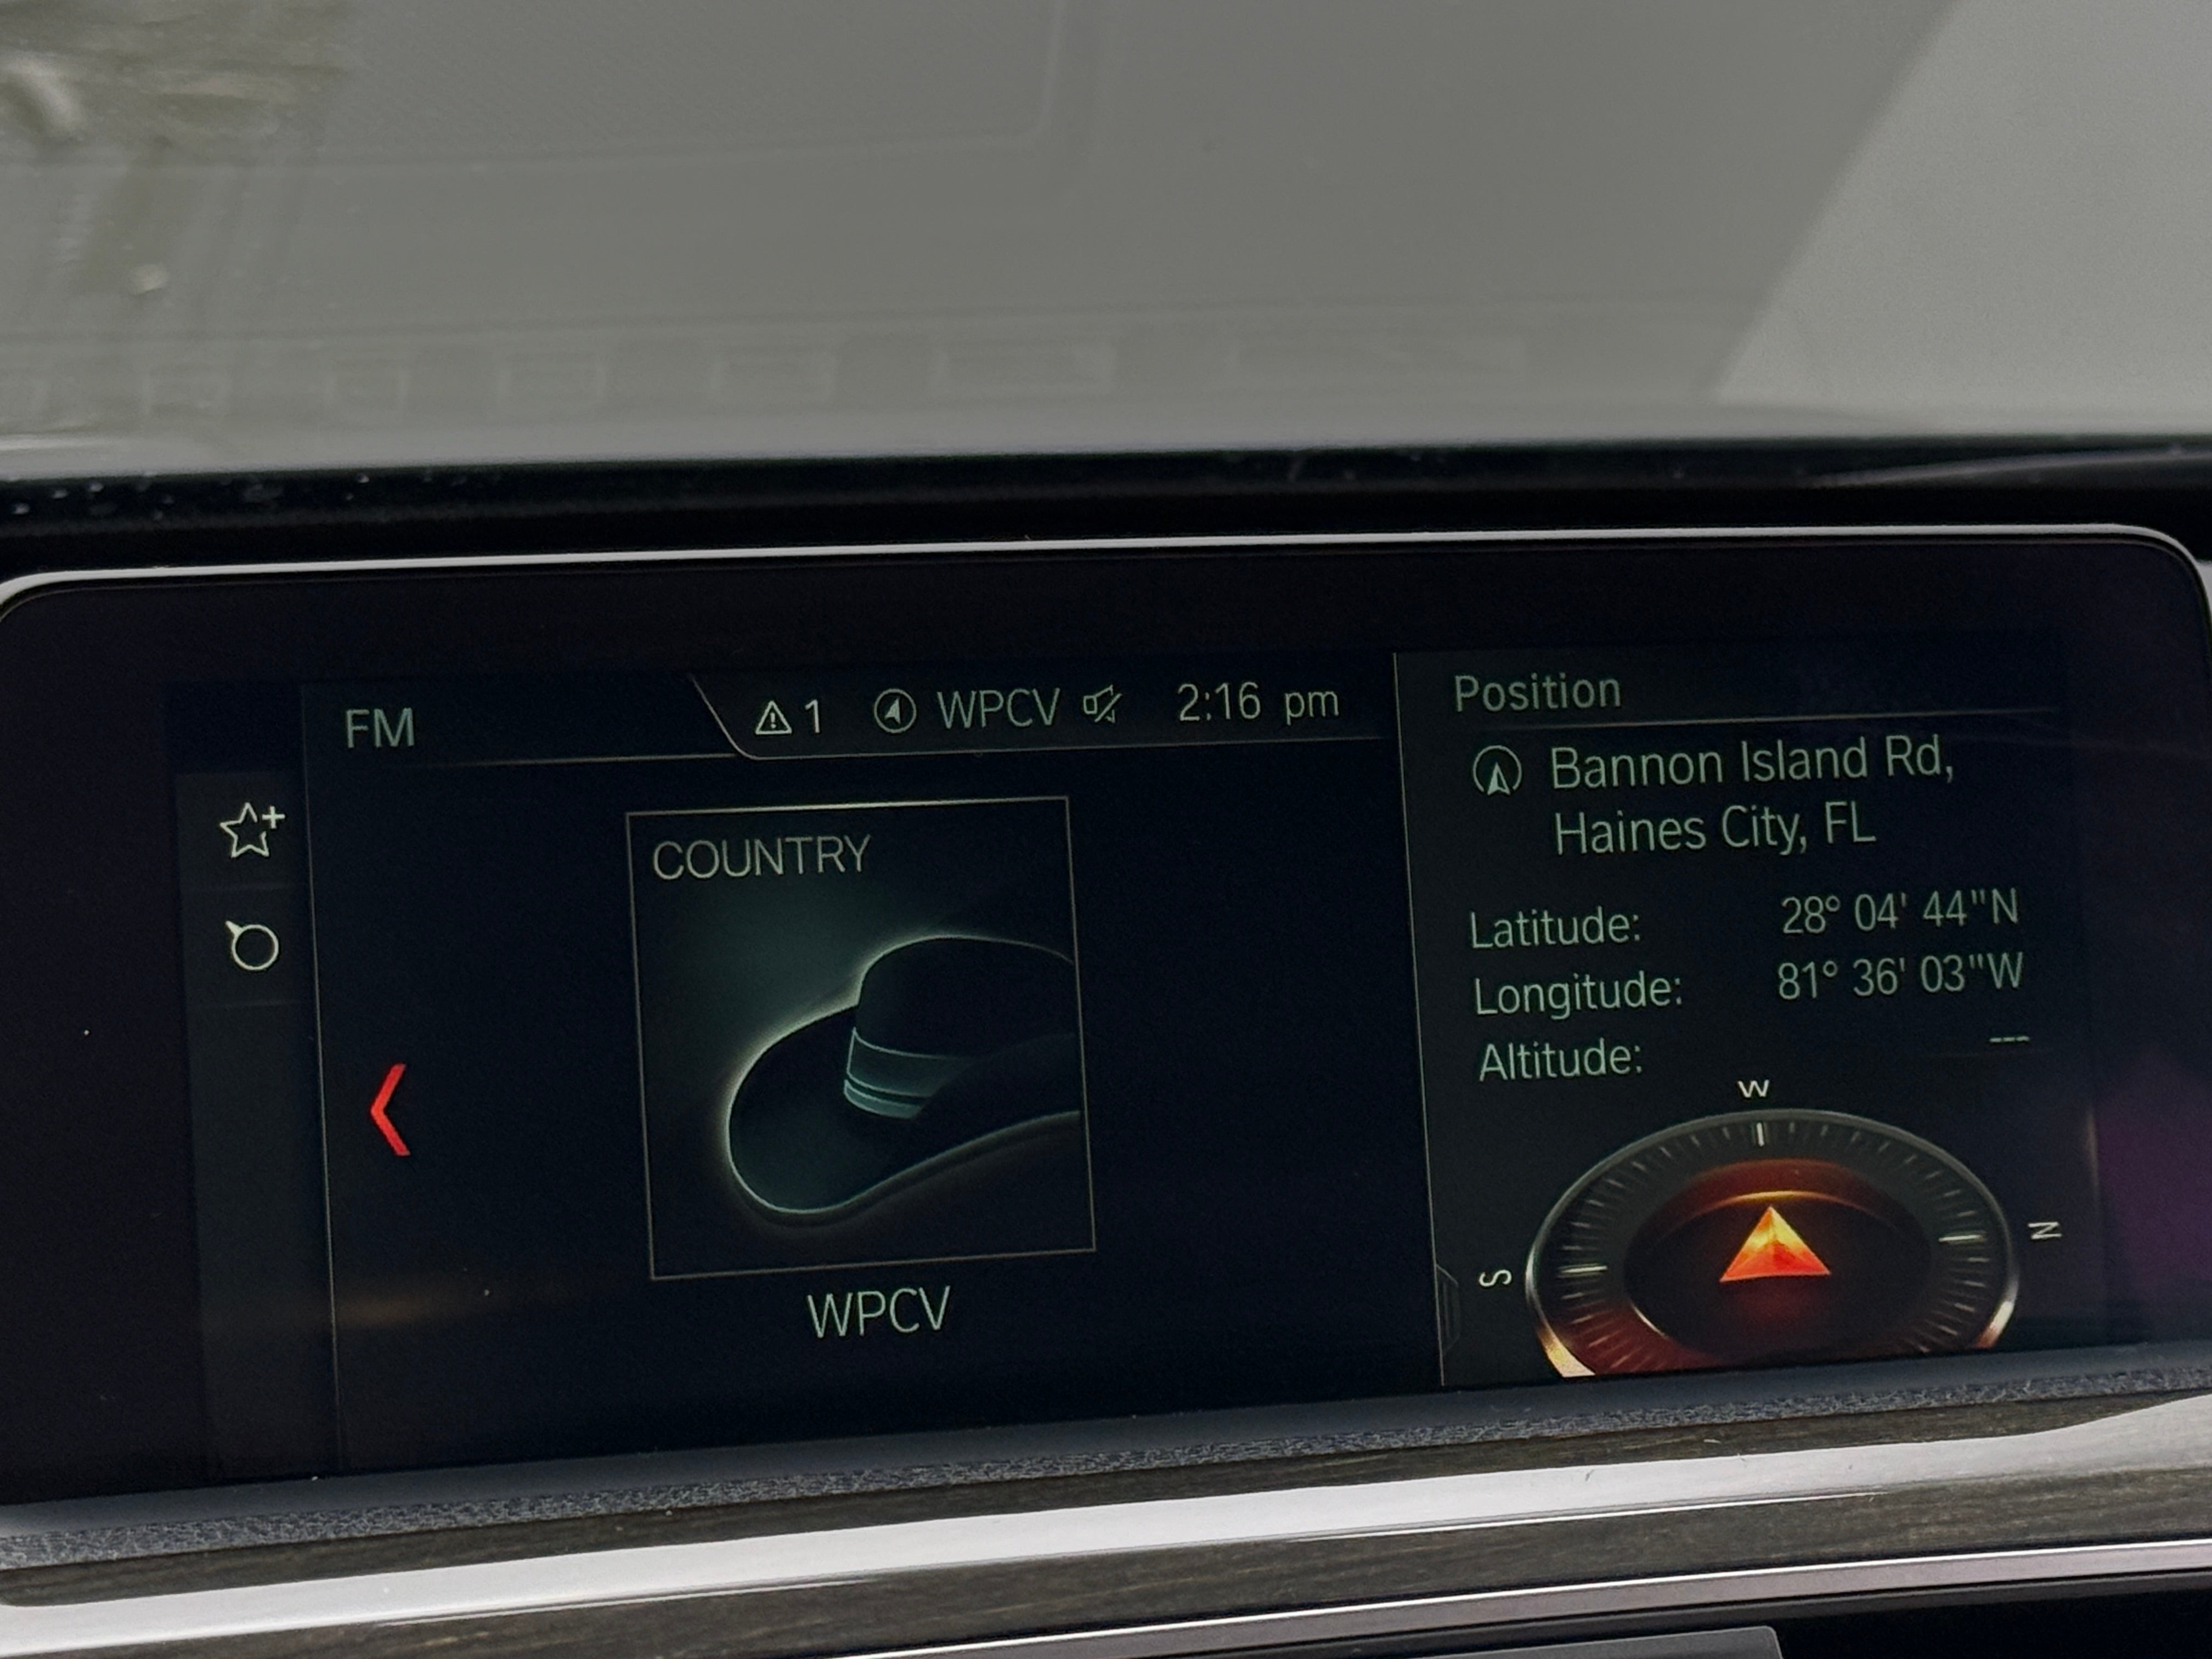 FM
1 WPCV 2:16 pm
COUNTRY
WPCV
Position
Bannon Island Rd,
Haines City, FL
Latitude: 28° 04' 44"N
Longitude: 81° 36' 03"W
Altitude: ---
W
S
N